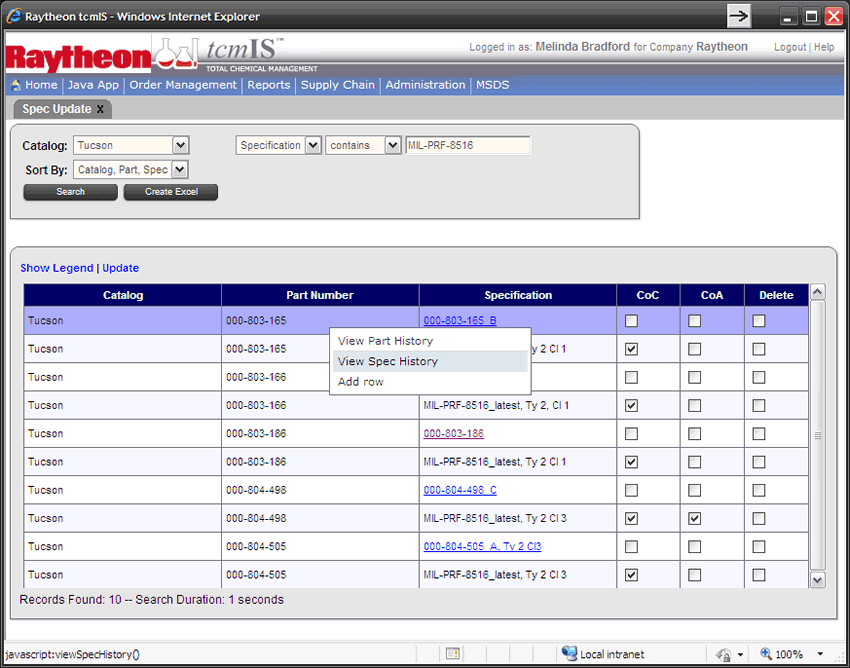 Raytheon tcmIS - Windows Internet Explorer
Raytheon tcmIS™ Logged in as: Melinda Bradford for Company Raytheon Logout | Help
TOTAL CHEMICAL MANAGEMENT
Home | Java App | Order Management | Reports | Supply Chain | Administration | MSDS
Spec Update x
Catalog: Tucson Specification contains MIL-PRF-8516
Sort By: Catalog, Part, Spec
Search Create Excel
Show Legend | Update
Catalog Part Number Specification CoC CoA Delete
Tucson 000-803-165 000-803-165_B
View Part History
Tucson 000-803-165 y 2 Cl 1
View Spec History
Tucson 000-803-166
Add row
Tucson 000-803-166 MIL-PRF-8516_latest, Ty 2, Cl 1
Tucson 000-803-186 000-803-186
Tucson 000-803-186 MIL-PRF-8516_latest, Ty 2 Cl 1
Tucson 000-804-498 000-804-498_C
Tucson 000-804-498 MIL-PRF-8516_latest, Ty 2 Cl 3
Tucson 000-804-505 000-804-505_A, Ty 2 Cl3
Tucson 000-804-505 MIL-PRF-8516_latest, Ty 2 Cl 3
Records Found: 10 -- Search Duration: 1 seconds
javascript:viewSpecHistory() Local intranet 100%